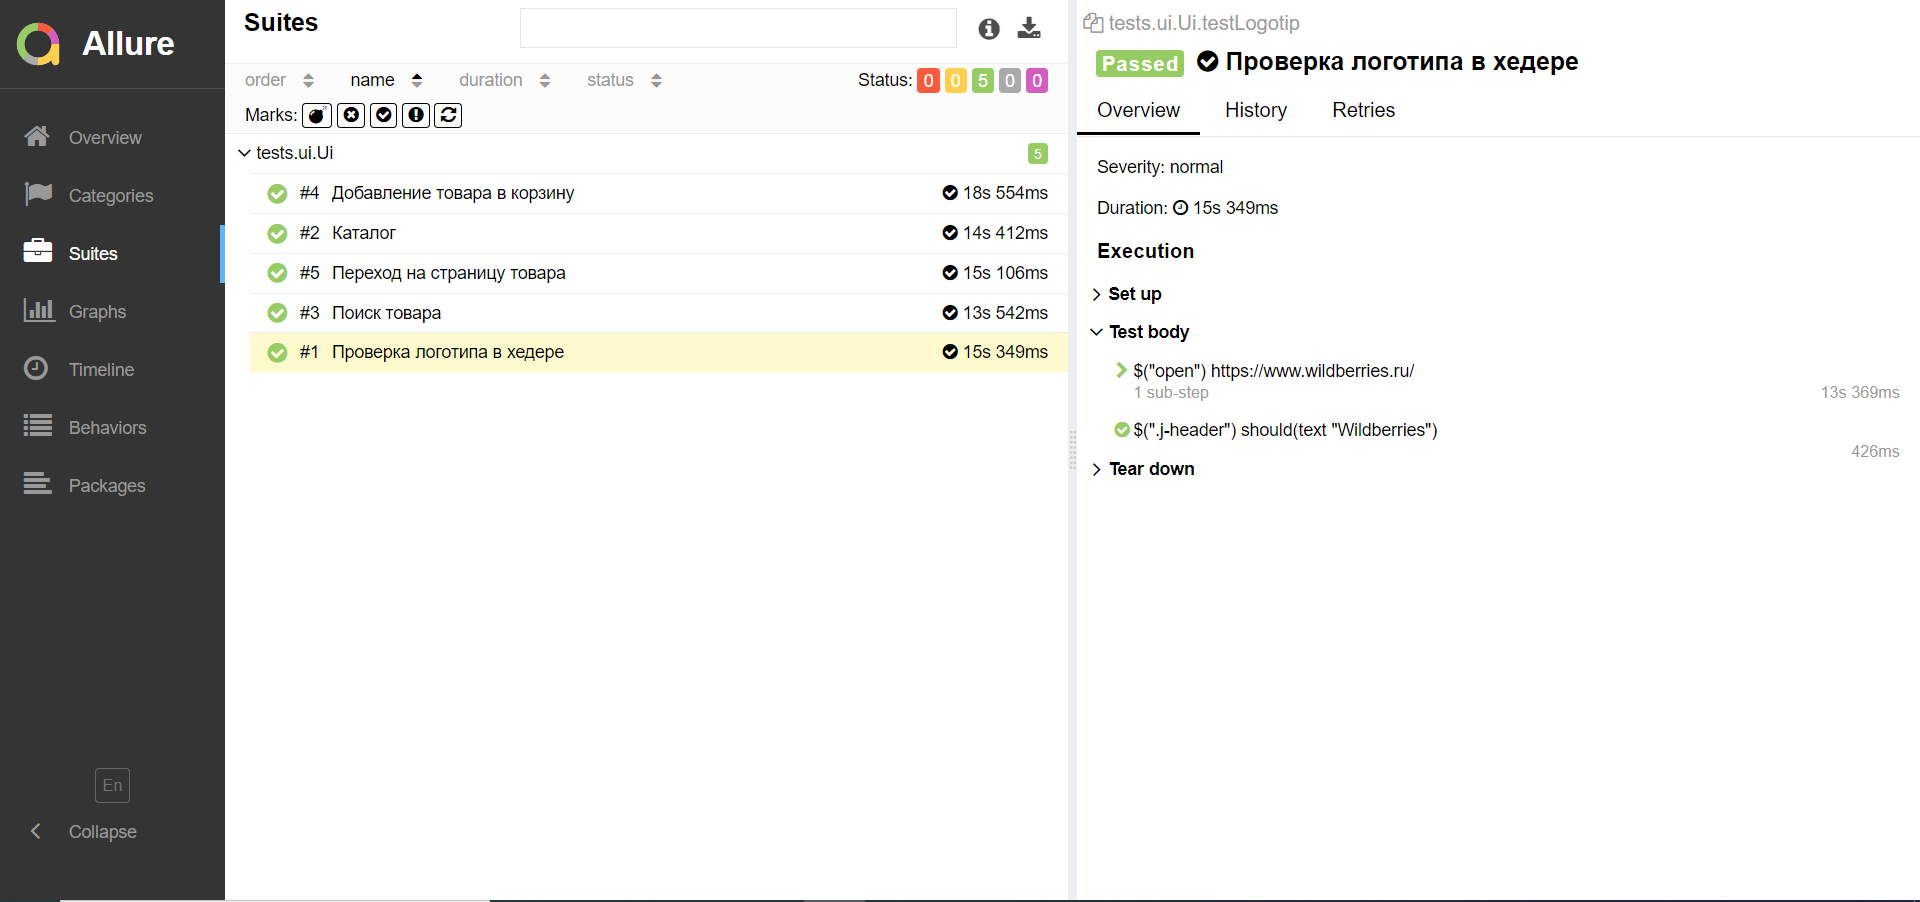 Allure
Overview
Categories
Suites
Graphs
Timeline
Behaviors
Packages
En
Collapse
Suites
order name duration status Status: 0 0 5 0 0
Marks:
tests.ui.Ui 5
#4 Добавление товара в корзину 18s 554ms
#2 Каталог 14s 412ms
#5 Переход на страницу товара 15s 106ms
#3 Поиск товара 13s 542ms
#1 Проверка логотипа в хедере 15s 349ms
tests.ui.Ui.testLogotip
Passed Проверка логотипа в хедере
Overview History Retries
Severity: normal
Duration: 15s 349ms
Execution
Set up
Test body
$("open") https://www.wildberries.ru/
1 sub-step 13s 369ms
$(".j-header") should(text "Wildberries")
426ms
Tear down